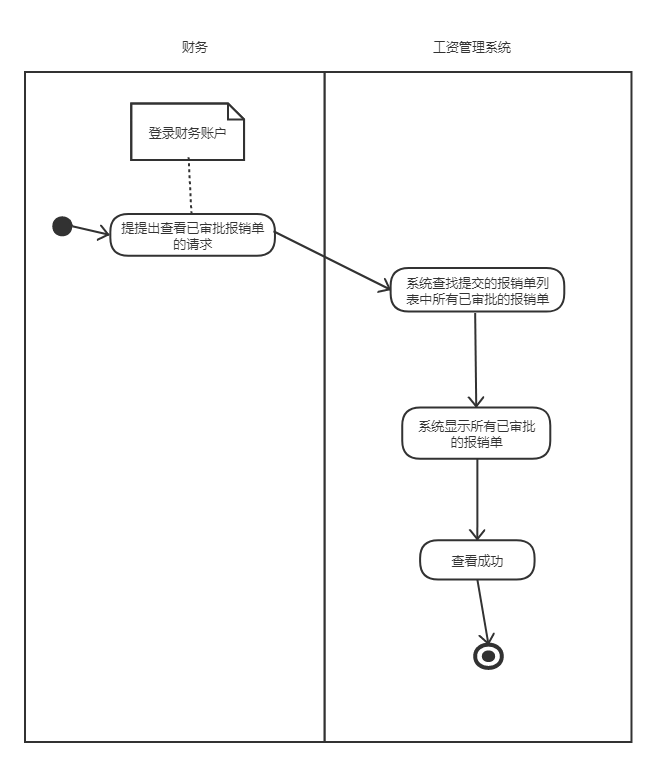 财务
工资管理系统
登录财务账户
提提出查看已审批报销单
的请求
系统查找提交的报销单列
表中所有已审批的报销单
系统显示所有已审批
的报销单
查看成功